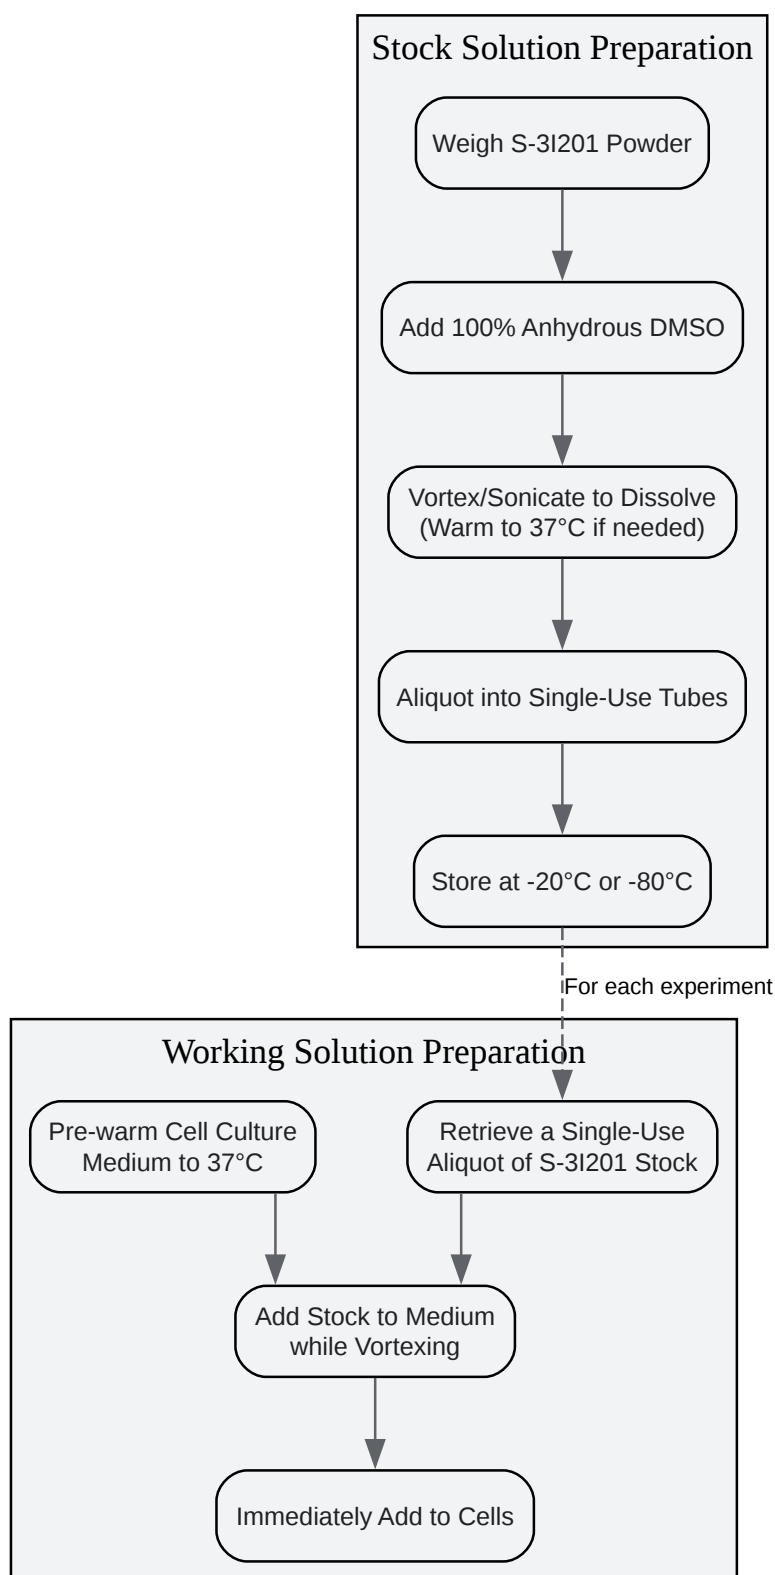 Stock Solution Preparation
Weigh S-3I201 Powder
Add 100% Anhydrous DMSO
Vortex/Sonicate to Dissolve
(Warm to 37°C if needed)
Aliquot into Single-Use Tubes
Store at -20°C or -80°C
For each experiment
Working Solution Preparation
Pre-warm Cell Culture
Medium to 37°C
Retrieve a Single-Use
Aliquot of S-3I201 Stock
Add Stock to Medium
while Vortexing
Immediately Add to Cells